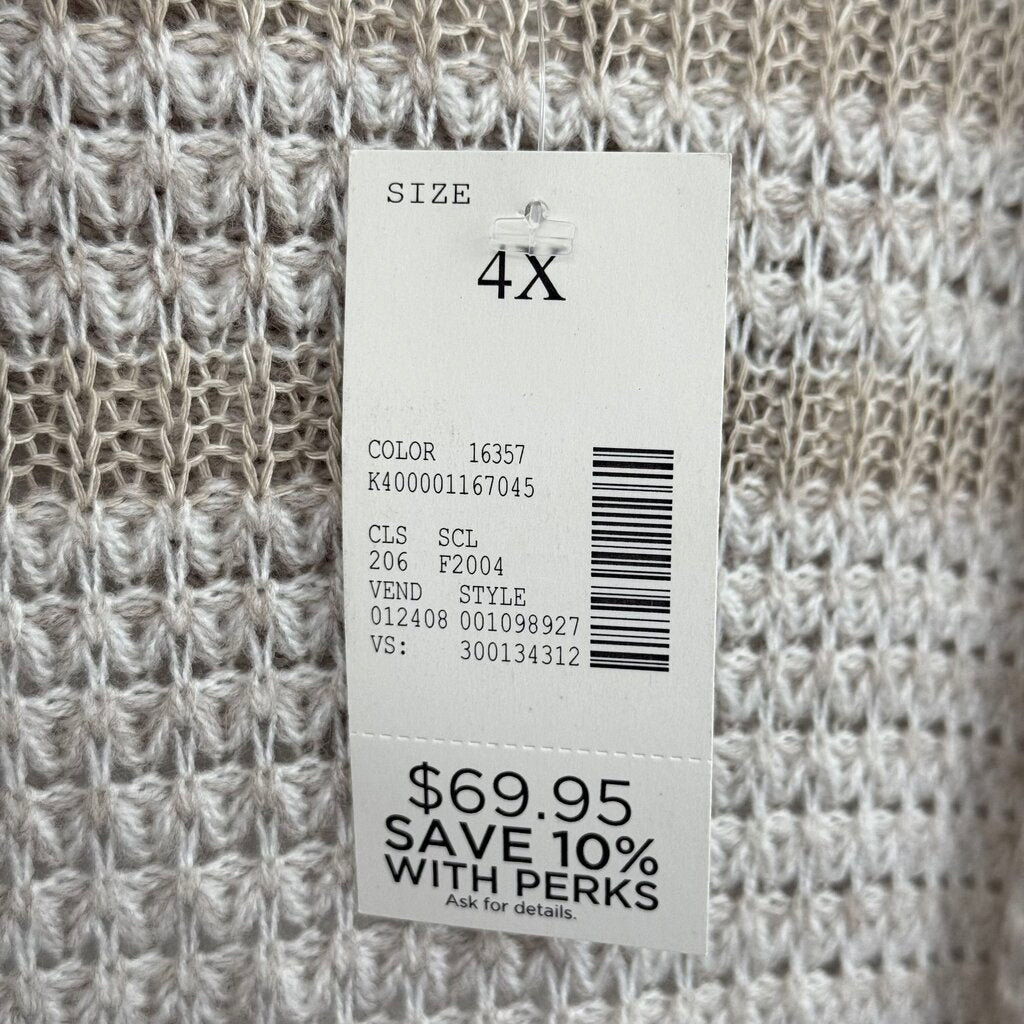 SIZE
4X
COLOR 16357
K400001167045
CLS SCL
206 F2004
VEND STYLE
012408 001098927
VS: 300134312
$69.95
SAVE 10%
WITH PERKS
Ask for details.